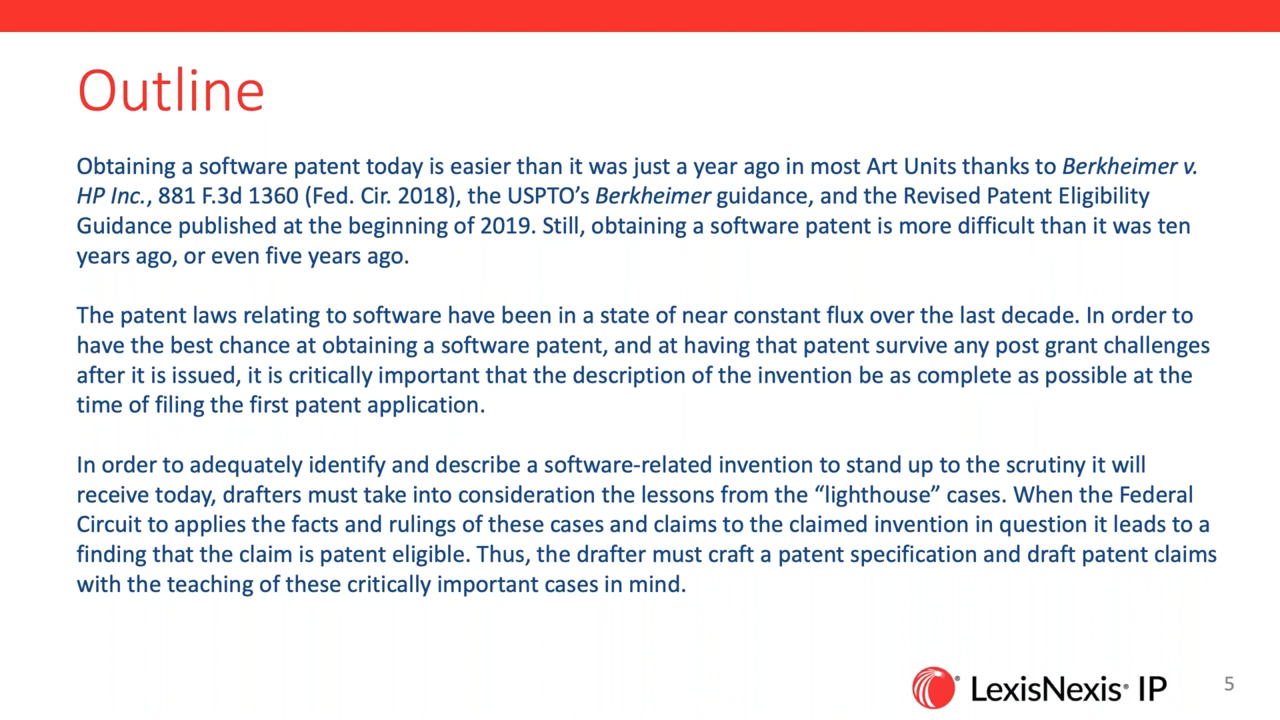 Outline
Obtaining a software patent today is easier than it was just a year ago in most Art Units thanks to Berkheimer v.
HP Inc., 881 F.3d 1360 (Fed. Cir. 2018), the USPTO’s Berkheimer guidance, and the Revised Patent Eligibility
Guidance published at the beginning of 2019. Still, obtaining a software patent is more difficult than it was ten
years ago, or even five years ago.
The patent laws relating to software have been in a state of near constant flux over the last decade. In order to
have the best chance at obtaining a software patent, and at having that patent survive any post grant challenges
after it is issued, it is critically important that the description of the invention be as complete as possible at the
time of filing the first patent application.
In order to adequately identify and describe a software-related invention to stand up to the scrutiny it will
receive today, drafters must take into consideration the lessons from the “lighthouse” cases. When the Federal
Circuit to applies the facts and rulings of these cases and claims to the claimed invention in question it leads to a
finding that the claim is patent eligible. Thus, the drafter must craft a patent specification and draft patent claims
with the teaching of these critically important cases in mind.
® LexisNexis® IP
5